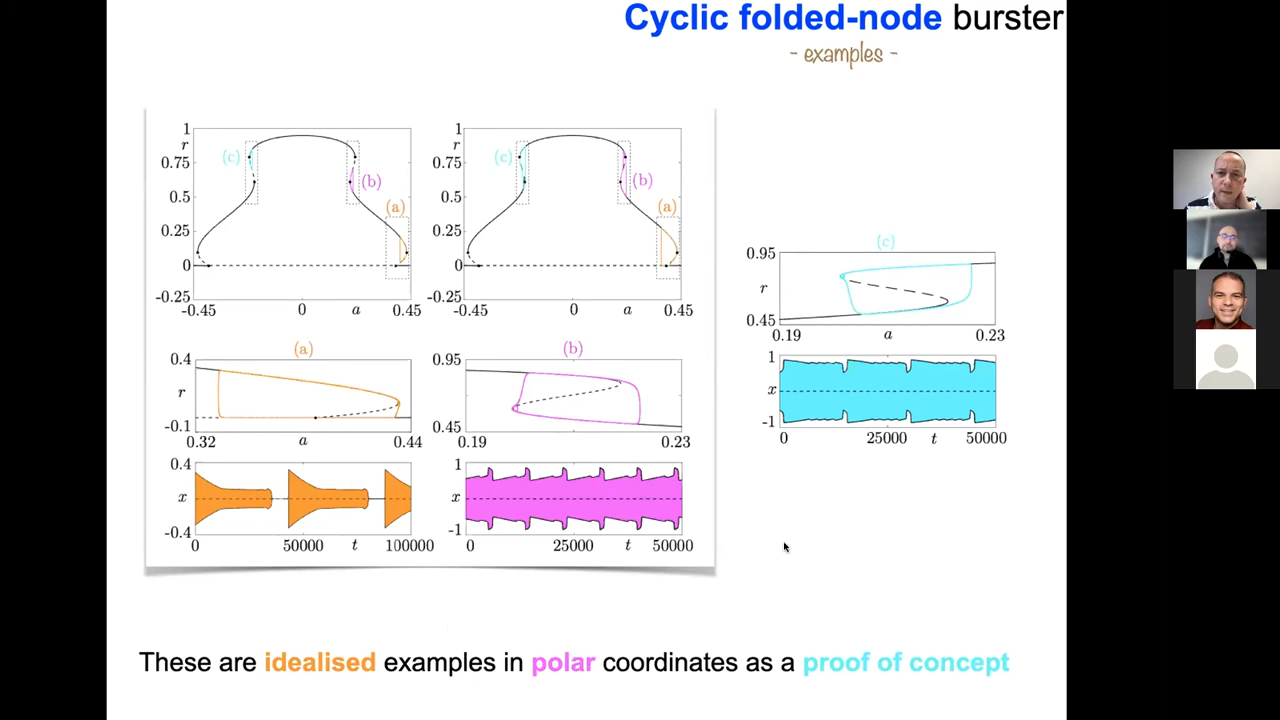 Cyclic folded-node burster
- examples -
1
r
0.75
0.5
0.25
0
-0.25
-0.45
0
a
0.45
(c)
(b)
(a)
1
r
0.75
0.5
0.25
0
-0.25
-0.45
0
a
0.45
(c)
(b)
(a)
(a)
0.4
r
-0.1
0.32
a
0.44
(b)
0.95
0.45
0.19
0.23
0.4
x
-0.4
0
50000
t
100000
1
x
-1
0
25000
t
50000
(c)
0.95
r
0.45
0.19
a
0.23
1
x
-1
0
25000
t
50000
These are idealised examples in polar coordinates as a proof of concept